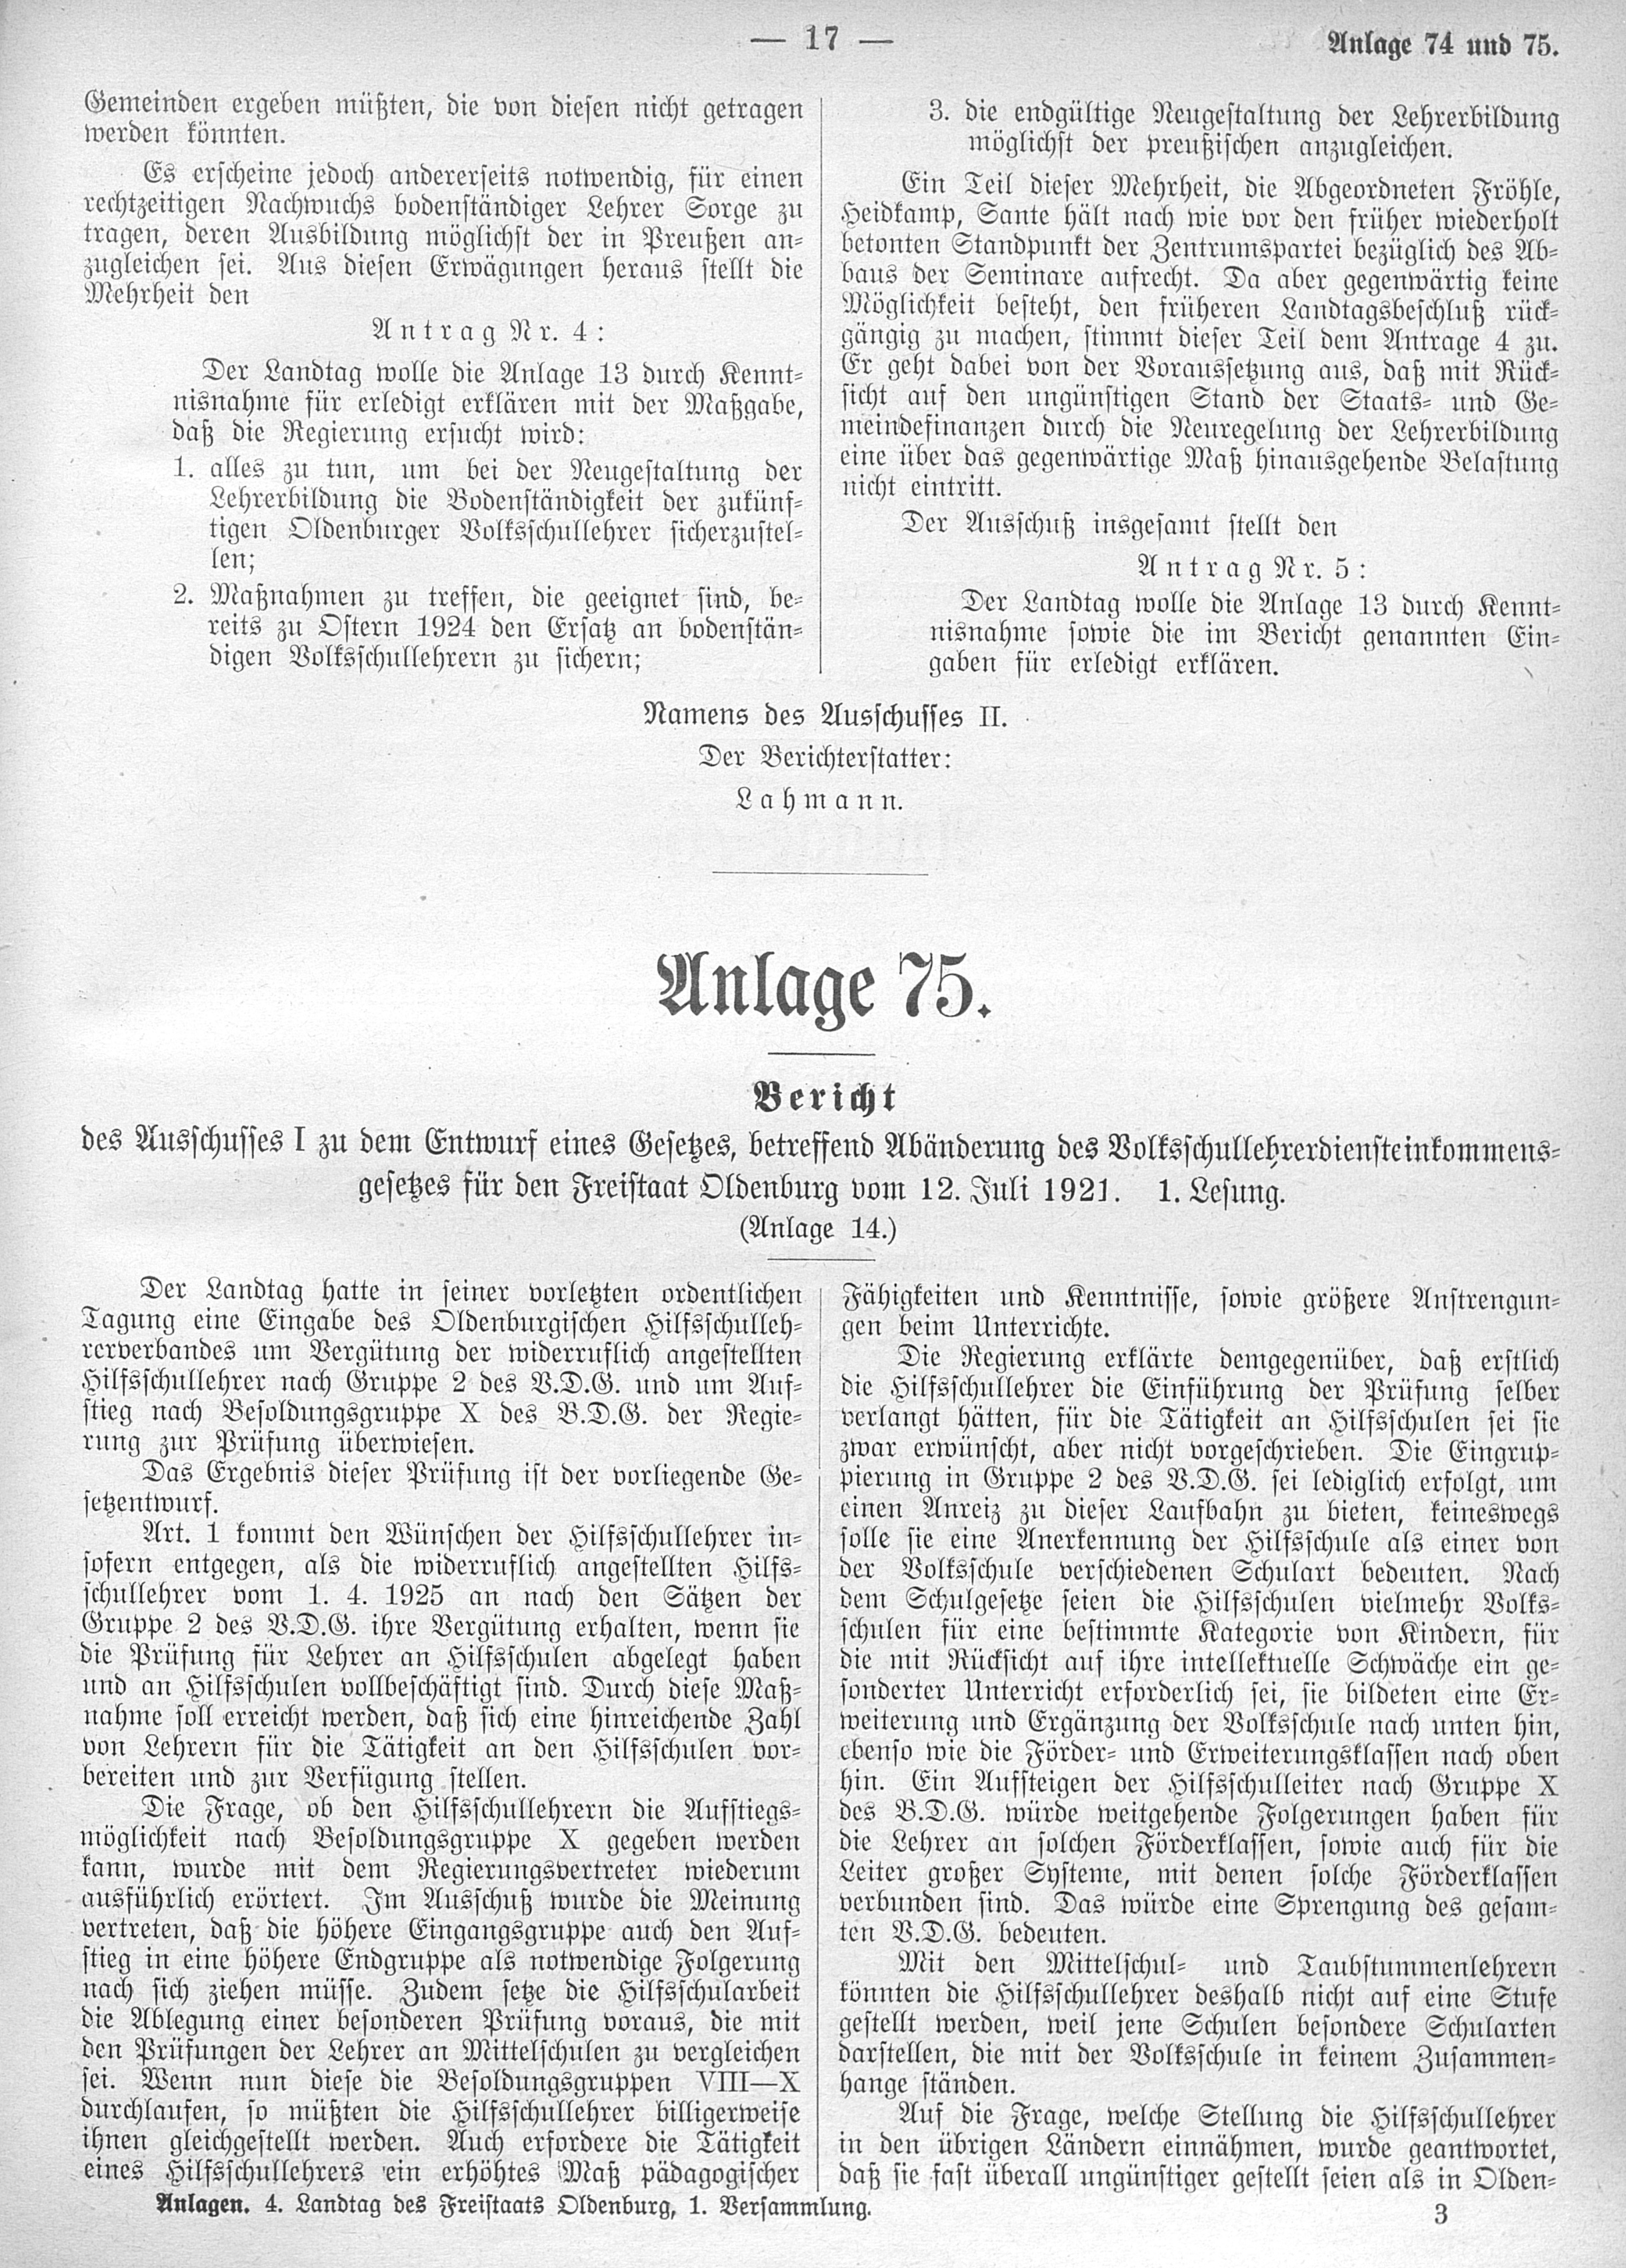 — 17 —
Anlage 74 und 75.
Gemeinden ergeben müßten, die von diesen nicht getragen
werden könnten.
Es erscheine jedoch andererseits notwendig, für einen
rechtzeitigen Nachwuchs bodenständiger Lehrer Sorge zu
tragen, deren Ausbildung möglichst der in Preußen an-
zugleichen sei. Aus diesen Erwägungen heraus stellt die
Mehrheit den
Antrag Nr. 4:
Der Landtag wolle die Anlage 13 durch Kennt-
nisnahme für erledigt erklären mit der Maßgabe,
daß die Regierung ersucht wird:
1. alles zu tun, um bei der Neugestaltung der
Lehrerbildung die Bodenständigkeit der zukünf-
tigen Oldenburger Volksschullehrer sicherzustel-
len;
2. Maßnahmen zu treffen, die geeignet sind, be-
reits zu Ostern 1924 den Ersatz an bodenstän-
digen Volksschullehrern zu sichern;
3. die endgültige Neugestaltung der Lehrerbildung
möglichst der preußischen anzugleichen.
Ein Teil dieser Mehrheit, die Abgeordneten Fröhle,
Heidkamp, Sante hält nach wie vor den früher wiederholt
betonten Standpunkt der Zentrumspartei bezüglich des Ab-
baus der Seminare aufrecht. Da aber gegenwärtig keine
Möglichkeit besteht, den früheren Landtagsbeschluß rück-
gängig zu machen, stimmt dieser Teil dem Antrage 4 zu.
Er geht dabei von der Voraussetzung aus, daß mit Rück-
sicht auf den ungünstigen Stand der Staats- und Ge-
meindefinanzen durch die Neuregelung der Lehrerbildung
eine über das gegenwärtige Maß hinausgehende Belastung
nicht eintritt.
Der Ausschuß insgesamt stellt den
Antrag Nr. 5:
Der Landtag wolle die Anlage 13 durch Kennt-
nisnahme sowie die im Bericht genannten Ein-
gaben für erledigt erklären.
Namens des Ausschusses II.
Der Berichterstatter:
Lahmann.
Anlage 75.
Bericht
des Ausschusses I zu dem Entwurf eines Gesetzes, betreffend Abänderung des Volksschullehrerdiensteinkommens-
gesetzes für den Freistaat Oldenburg vom 12. Juli 1921. 1. Lesung.
(Anlage 14.)
Der Landtag hatte in seiner vorletzten ordentlichen
Tagung eine Eingabe des Oldenburgischen Hilfsschulleh-
rerverbandes um Vergütung der widerruflich angestellten
Hilfsschullehrer nach Gruppe 2 des V.D.G. und um Auf-
stieg nach Besoldungsgruppe X des B.D.G. der Regie-
rung zur Prüfung überwiesen.
Das Ergebnis dieser Prüfung ist der vorliegende Ge-
setzentwurf.
Art. 1 kommt den Wünschen der Hilfsschullehrer in-
sofern entgegen, als die widerruflich angestellten Hilfs-
schullehrer vom 1. 4. 1925 an nach den Sätzen der
Gruppe 2 des V.D.G. ihre Vergütung erhalten, wenn sie
die Prüfung für Lehrer an Hilfsschulen abgelegt haben
und an Hilfsschulen vollbeschäftigt sind. Durch diese Maß-
nahme soll erreicht werden, daß sich eine hinreichende Zahl
von Lehrern für die Tätigkeit an den Hilfsschulen vor-
bereiten und zur Verfügung stellen.
Die Frage, ob den Hilfsschullehrern die Aufstiegs-
möglichkeit nach Besoldungsgruppe X gegeben werden
kann, wurde mit dem Regierungsvertreter wiederum
ausführlich erörtert. Im Ausschuß wurde die Meinung
vertreten, daß die höhere Eingangsgruppe auch den Auf-
stieg in eine höhere Endgruppe als notwendige Folgerung
nach sich ziehen müsse. Zudem setze die Hilfsschularbeit
die Ablegung einer besonderen Prüfung voraus, die mit
den Prüfungen der Lehrer an Mittelschulen zu vergleichen
sei. Wenn nun diese die Besoldungsgruppen VIII—X
durchlaufen, so müßten die Hilfsschullehrer billigerweise
ihnen gleichgestellt werden. Auch erfordere die Tätigkeit
eines Hilfsschullehrers ein erhöhtes Maß pädagogischer
Fähigkeiten und Kenntnisse, sowie größere Anstrengun-
gen beim Unterrichte.
Die Regierung erklärte demgegenüber, daß erstlich
die Hilfsschullehrer die Einführung der Prüfung selber
verlangt hätten, für die Tätigkeit an Hilfsschulen sei sie
zwar erwünscht, aber nicht vorgeschrieben. Die Eingrup-
pierung in Gruppe 2 des V.D.G. sei lediglich erfolgt, um
einen Anreiz zu dieser Laufbahn zu bieten, keineswegs
solle sie eine Anerkennung der Hilfsschule als einer von
der Volksschule verschiedenen Schulart bedeuten. Nach
dem Schulgesetze seien die Hilfsschulen vielmehr Volks-
schulen für eine bestimmte Kategorie von Kindern, für
die mit Rücksicht auf ihre intellektuelle Schwäche ein ge-
sonderter Unterricht erforderlich sei, sie bildeten eine Er-
weiterung und Ergänzung der Volksschule nach unten hin,
ebenso wie die Förder- und Erweiterungsklassen nach oben
hin. Ein Aufsteigen der Hilfsschulleiter nach Gruppe X
des B.D.G. würde weitgehende Folgerungen haben für
die Lehrer an solchen Förderklassen, sowie auch für die
Leiter großer Systeme, mit denen solche Förderklassen
verbunden sind. Das würde eine Sprengung des gesam-
ten V.D.G. bedeuten.
Mit den Mittelschul- und Taubstummenlehrern
könnten die Hilfsschullehrer deshalb nicht auf eine Stufe
gestellt werden, weil jene Schulen besondere Schularten
darstellen, die mit der Volksschule in keinem Zusammen-
hange ständen.
Auf die Frage, welche Stellung die Hilfsschullehrer
in den übrigen Ländern einnähmen, wurde geantwortet,
daß sie fast überall ungünstiger gestellt seien als in Olden-
Anlagen. 4. Landtag des Freistaats Oldenburg, 1. Versammlung.
3